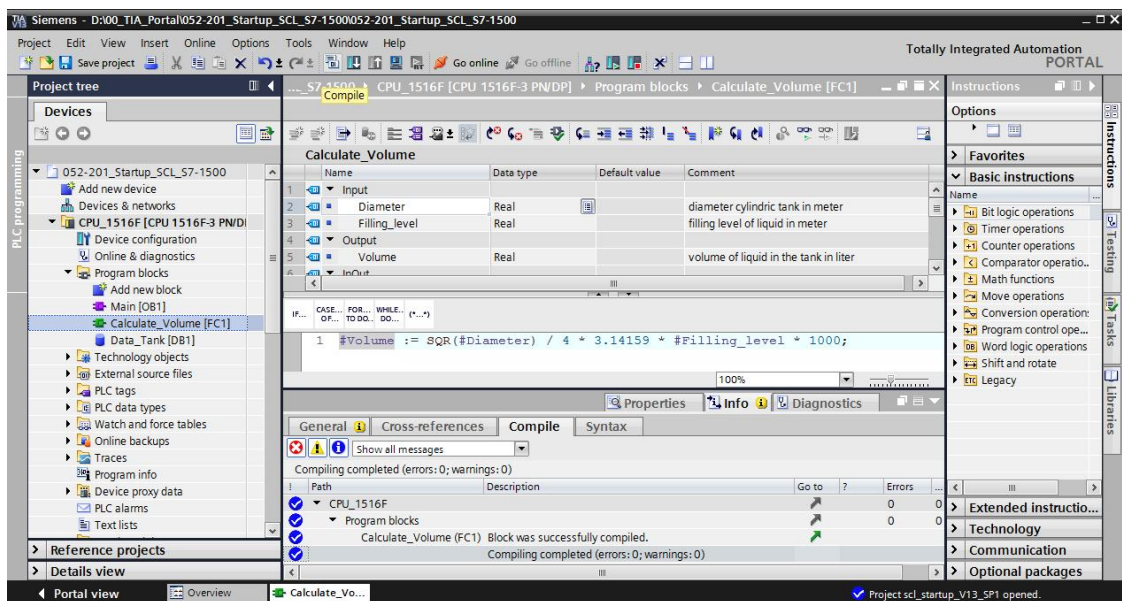 Siemens - D:\00_TIA_Portal\052-201_Startup_SCL_S7-1500\052-201_Startup_SCL_S7-1500
Project Edit View Insert Online Options Tools Window Help
Totally Integrated Automation
PORTAL
Save project
Go online
Go offline
Project tree
Devices
PLC programming
052-201_Startup_SCL_S7-1500
Add new device
Devices & networks
CPU_1516F [CPU 1516F-3 PN/D
Device configuration
Online & diagnostics
Program blocks
Add new block
Main [OB1]
Calculate_Volume [FC1]
Data_Tank [DB1]
Technology objects
External source files
PLC tags
PLC data types
Watch and force tables
Online backups
Traces
Program info
Device proxy data
PLC alarms
Text lists
Reference projects
Details view
..._S7-1500 CPU_1516F [CPU 1516F-3 PN/DP] Program blocks Calculate_Volume [FC1]
Compile
Calculate_Volume
Name Data type Default value Comment
1 Input
2 Diameter Real diameter cylindric tank in meter
3 Filling_level Real filling level of liquid in meter
4 Output
5 Volume Real volume of liquid in the tank in liter
6 InOut
IF... CASE... OF... FOR... TO DO... WHILE... DO... (*...*)
1 #Volume := SQR(#Diameter) / 4 * 3.14159 * #Filling_level * 1000;
100%
Properties Info Diagnostics
General Cross-references Compile Syntax
Show all messages
Compiling completed (errors: 0; warnings: 0)
! Path Description Go to ? Errors ...
CPU_1516F 0 0
Program blocks 0 0
Calculate_Volume (FC1) Block was successfully compiled.
Compiling completed (errors: 0; warnings: 0)
Instructions
Options
Favorites
Basic instructions
Name ...
Bit logic operations
Timer operations
Counter operations
Comparator operatio..
Math functions
Move operations
Conversion operations
Program control ope...
Word logic operations
Shift and rotate
Legacy
Extended instructio...
Technology
Communication
Optional packages
Instructions
Testing
Tasks
Libraries
Portal view Overview Calculate_Vo...
Project scl_startup_V13_SP1 opened.